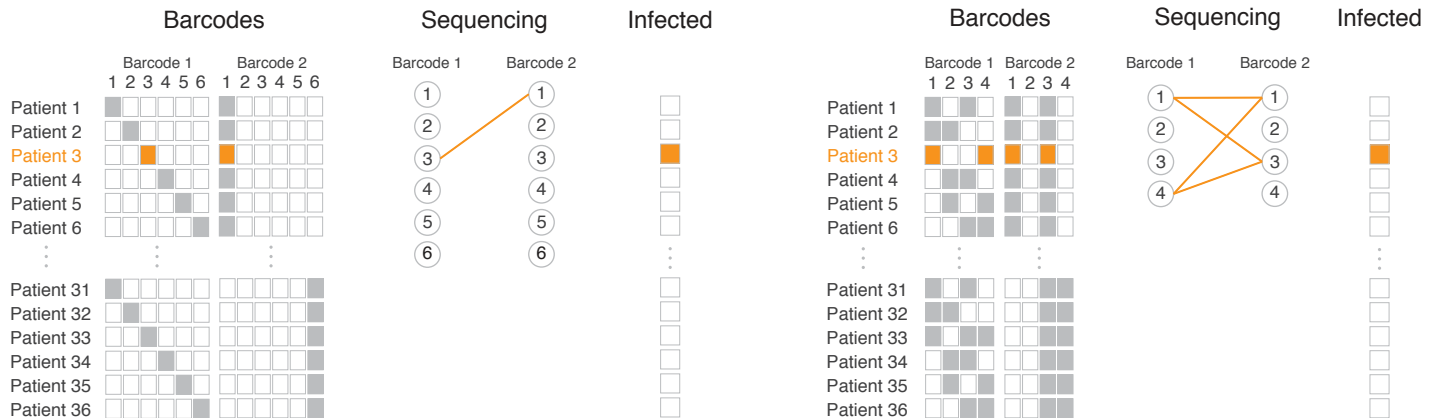 Barcodes Sequencing Infected
Barcode 1 Barcode 2 Barcode 1 Barcode 2
1 2 3 4 5 6 1 2 3 4 5 6
Patient 1
Patient 2
Patient 3
Patient 4
Patient 5
Patient 6
Patient 31
Patient 32
Patient 33
Patient 34
Patient 35
Patient 36
1 1
2 2
3 3
4 4
5 5
6 6
Barcodes Sequencing Infected
Barcode 1 Barcode 2 Barcode 1 Barcode 2
1 2 3 4 1 2 3 4
Patient 1
Patient 2
Patient 3
Patient 4
Patient 5
Patient 6
Patient 31
Patient 32
Patient 33
Patient 34
Patient 35
Patient 36
1 1
2 2
3 3
4 4